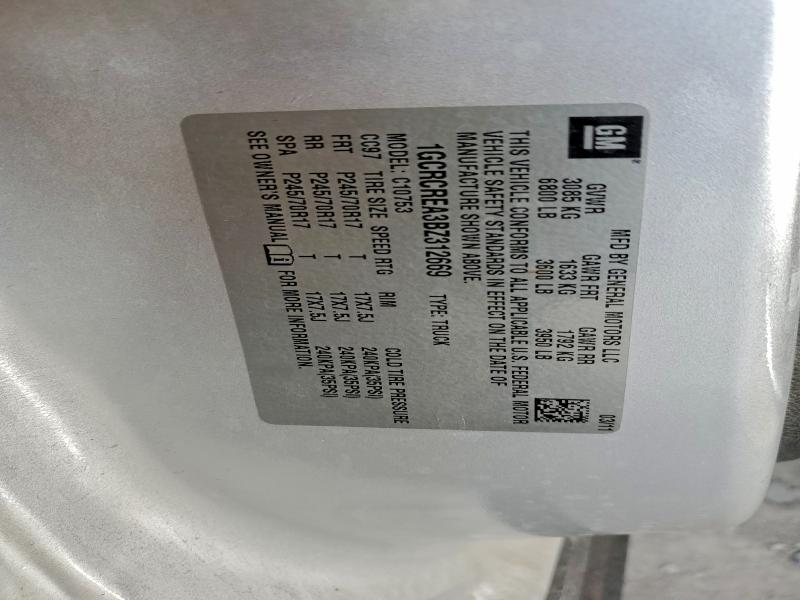 GM
MFD BY GENERAL MOTORS LLC 03/11
GVWR GAWR FRT GAWR RR
3085 KG 1633 KG 1792 KG
6800 LB 3600 LB 3950 LB
THIS VEHICLE CONFORMS TO ALL APPLICABLE U.S. FEDERAL MOTOR
VEHICLE SAFETY STANDARDS IN EFFECT ON THE DATE OF
MANUFACTURE SHOWN ABOVE.
1GCRCREA3BZ312669 TYPE: TRUCK
MODEL: C10753
CC97 TIRE SIZE SPEED RTG RIM COLD TIRE PRESSURE
FRT P245/70R17 T 17X7.5J 240KPA(35PSI)
RR P245/70R17 T 17X7.5J 240KPA(35PSI)
SPA P245/70R17 T 17X7.5J 240KPA(35PSI)
SEE OWNER'S MANUAL FOR MORE INFORMATION.